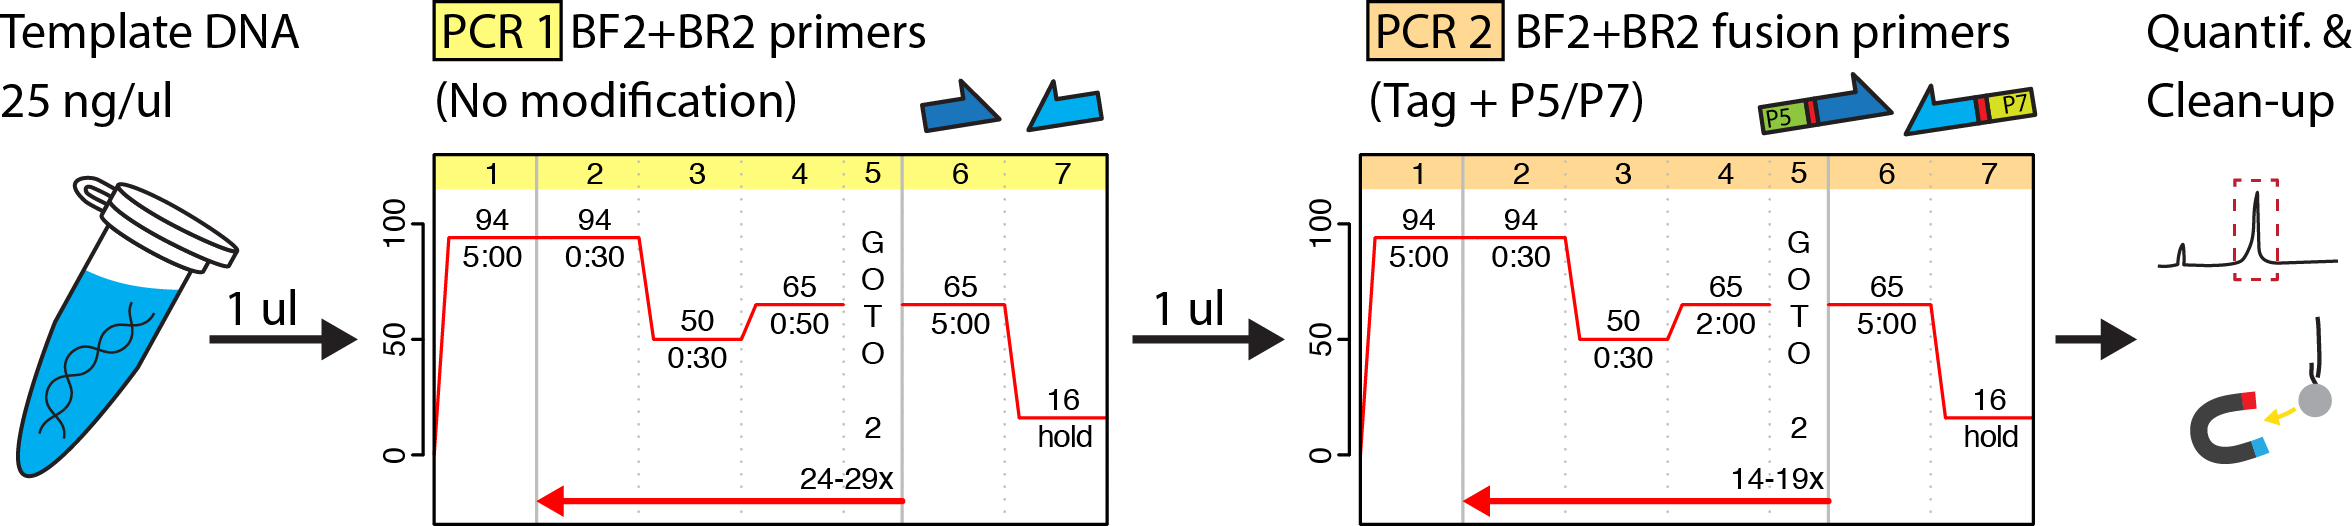 Template DNA
25 ng/ul
1 ul
PCR 1 BF2+BR2 primers
(No modification)
1 2 3 4 5 6 7
100
50
0
94
5:00
94
0:30
50
0:30
65
0:50
GOTO 2
65
5:00
16
hold
24-29x
1 ul
PCR 2 BF2+BR2 fusion primers
(Tag + P5/P7)
P5
P7
1 2 3 4 5 6 7
100
50
0
94
5:00
94
0:30
50
0:30
65
2:00
GOTO 2
65
5:00
16
hold
14-19x
Quantif. &
Clean-up